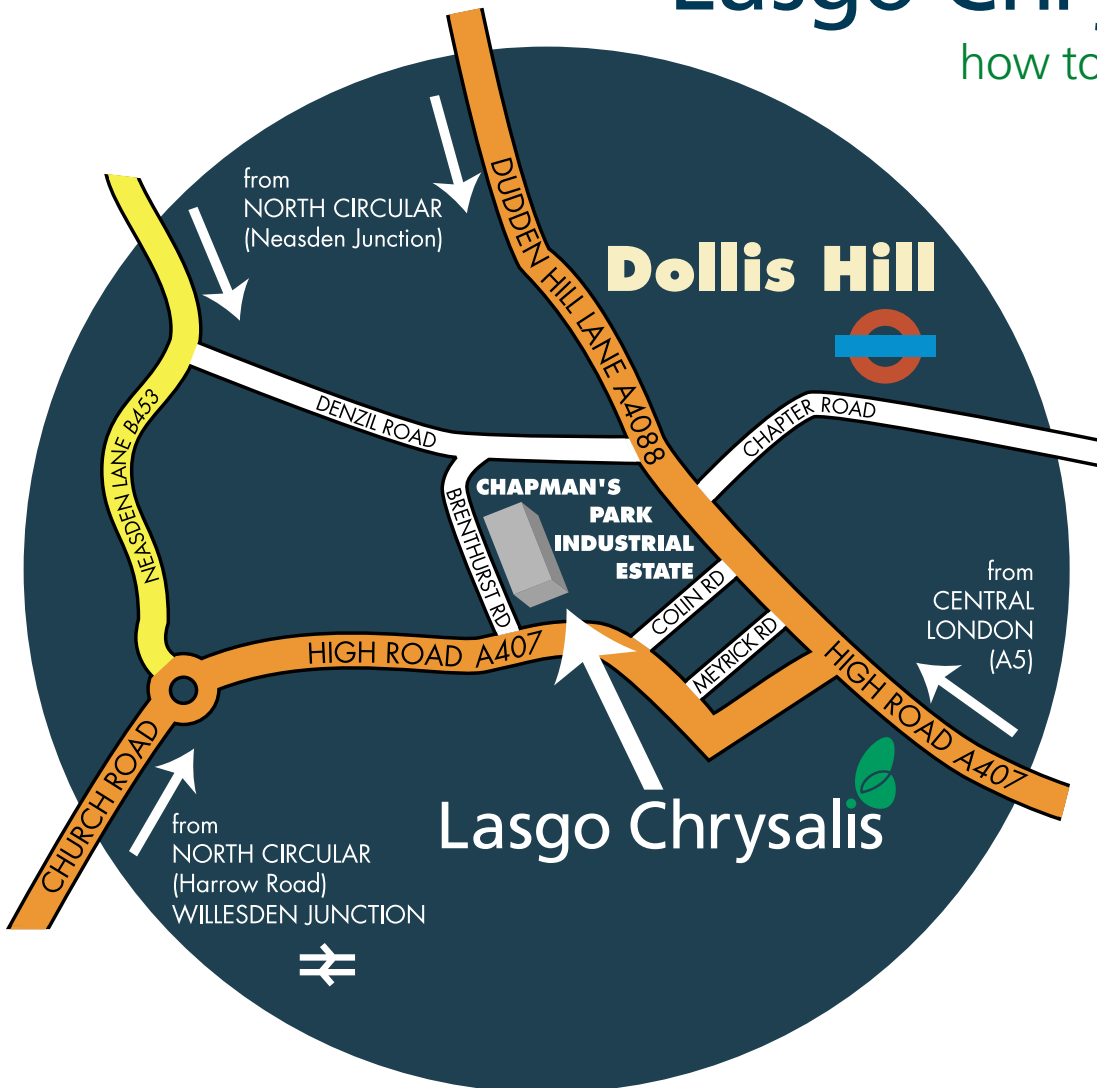 Lasgo Chry
how to
from
NORTH CIRCULAR
(Neasden Junction)
DUDDEN HILL LANE A4088
Dollis Hill
NEASDEN LANE B453
DENZIL ROAD
CHAPTER ROAD
BRENTHURST RD
CHAPMAN'S
PARK
INDUSTRIAL
ESTATE
COLIN RD
MEYRICK RD
from
CENTRAL
LONDON
(A5)
HIGH ROAD A407
HIGH ROAD A407
CHURCH ROAD
Lasgo Chrysalis
from
NORTH CIRCULAR
(Harrow Road)
WILLESDEN JUNCTION